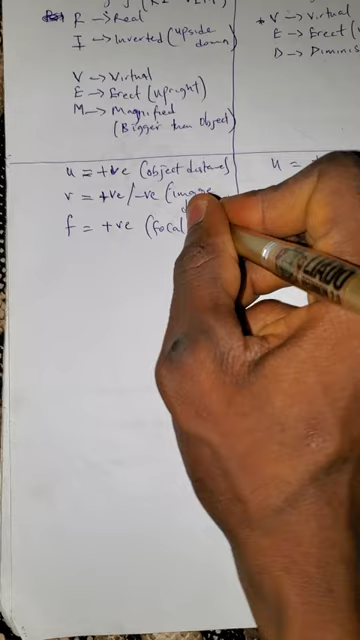 R → Real
I → Inverted (upside down)
V → Virtual
E → Erect (upright)
M → Magnified
(Bigger than object)
u = +ve (object distance)
v = +ve/-ve (image
f = +ve (focal
* V → Virtual
E → Erect (u
D → Diminis
u = +